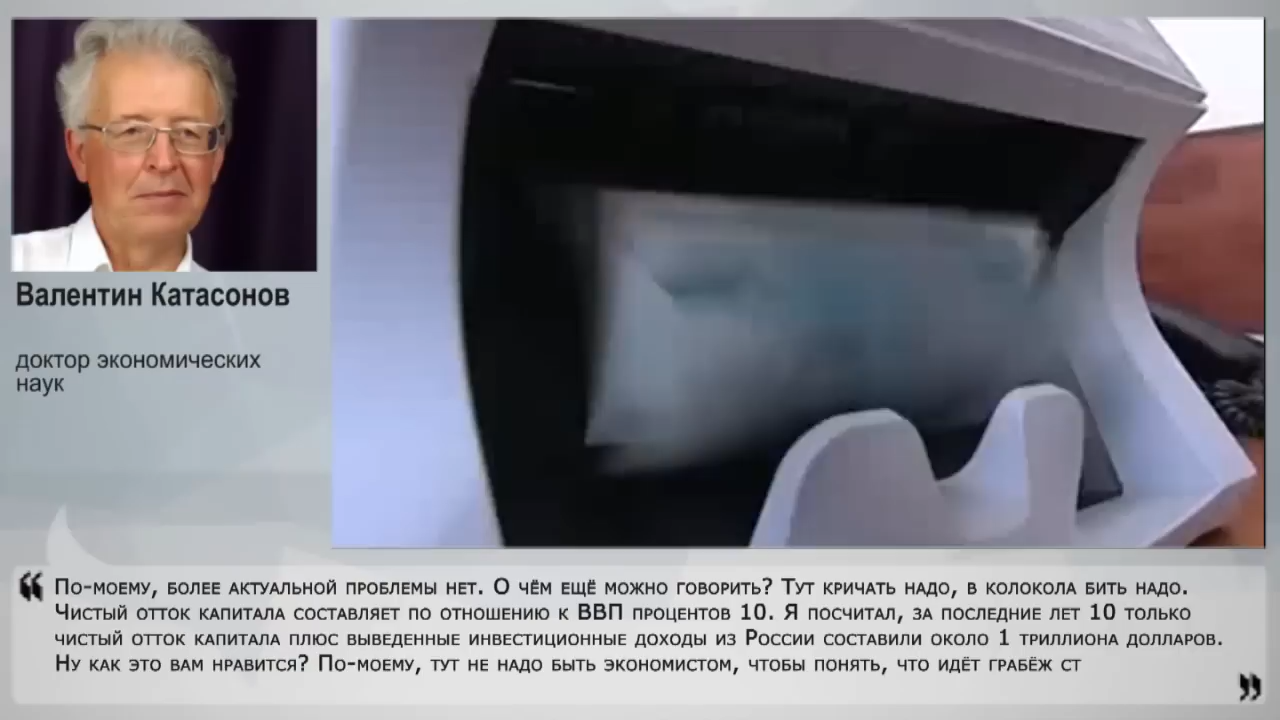 Валентин Катасонов
доктор экономических
наук
“ По-моему, более актуальной проблемы нет. О чём ещё можно говорить? Тут кричать надо, в колокола бить надо.
Чистый отток капитала составляет по отношению к ВВП процентов 10. Я посчитал, за последние лет 10 только
чистый отток капитала плюс выведенные инвестиционные доходы из России составили около 1 триллиона долларов.
Ну как это вам нравится? По-моему, тут не надо быть экономистом, чтобы понять, что идёт грабёж ст
”